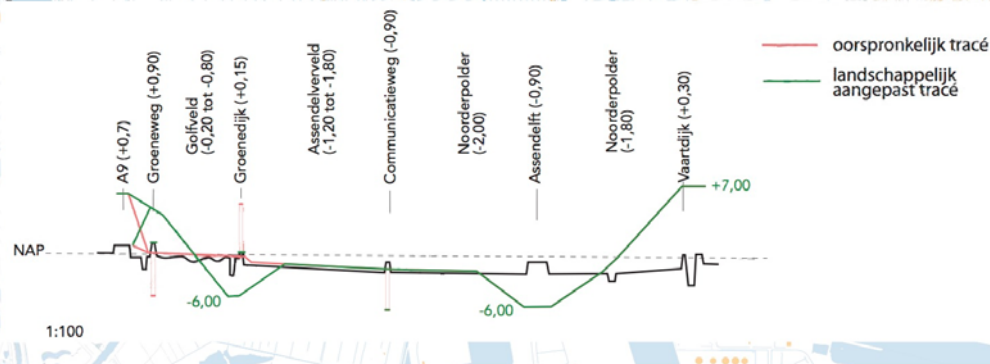 A9 (+0,7)
Groeneweg (+0,90)
Golfveld
(-0,20 tot -0,80)
Groenedijk (+0,15)
Assendelverveld
(-1,20 tot -1,80)
Communicatieweg (-0,90)
Noorderpolder
(-2,00)
Assendelft (-0,90)
Noorderpolder
(-1,80)
Vaartdijk (+0,30)
oorspronkelijk tracé
landschappelijk
aangepast tracé
+7,00
NAP
-6,00
-6,00
1:100